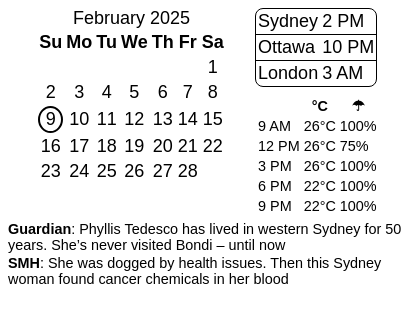 February 2025
Su Mo Tu We Th Fr Sa
1
2 3 4 5 6 7 8
9 10 11 12 13 14 15
16 17 18 19 20 21 22
23 24 25 26 27 28
Sydney 2 PM
Ottawa 10 PM
London 3 AM
°C ☂
9 AM 26°C 100%
12 PM 26°C 75%
3 PM 26°C 100%
6 PM 22°C 100%
9 PM 22°C 100%
Guardian: Phyllis Tedesco has lived in western Sydney for 50
years. She’s never visited Bondi – until now
SMH: She was dogged by health issues. Then this Sydney
woman found cancer chemicals in her blood